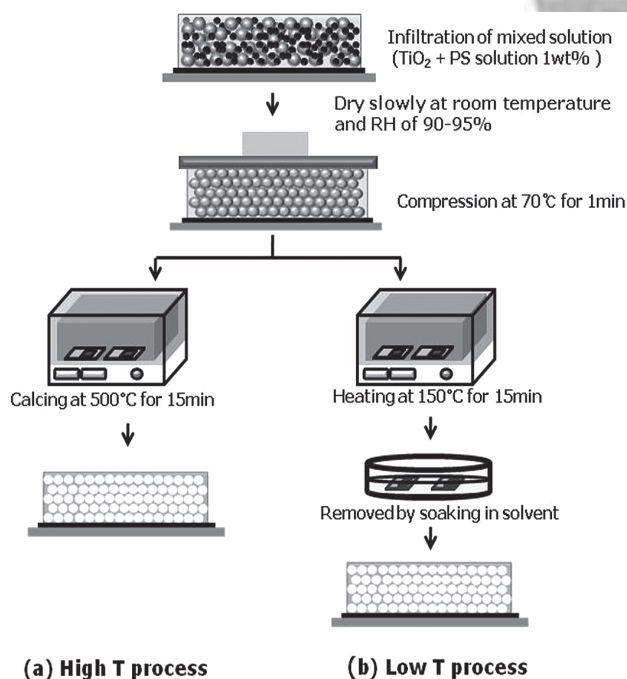 Infiltration of mixed solution
(TiO₂ + PS solution 1wt% )
Dry slowly at room temperature
and RH of 90-95%
Compression at 70℃ for 1min
Calcing at 500°C for 15min
Heating at 150°C for 15min
Removed by soaking in solvent
(a) High T process
(b) Low T process